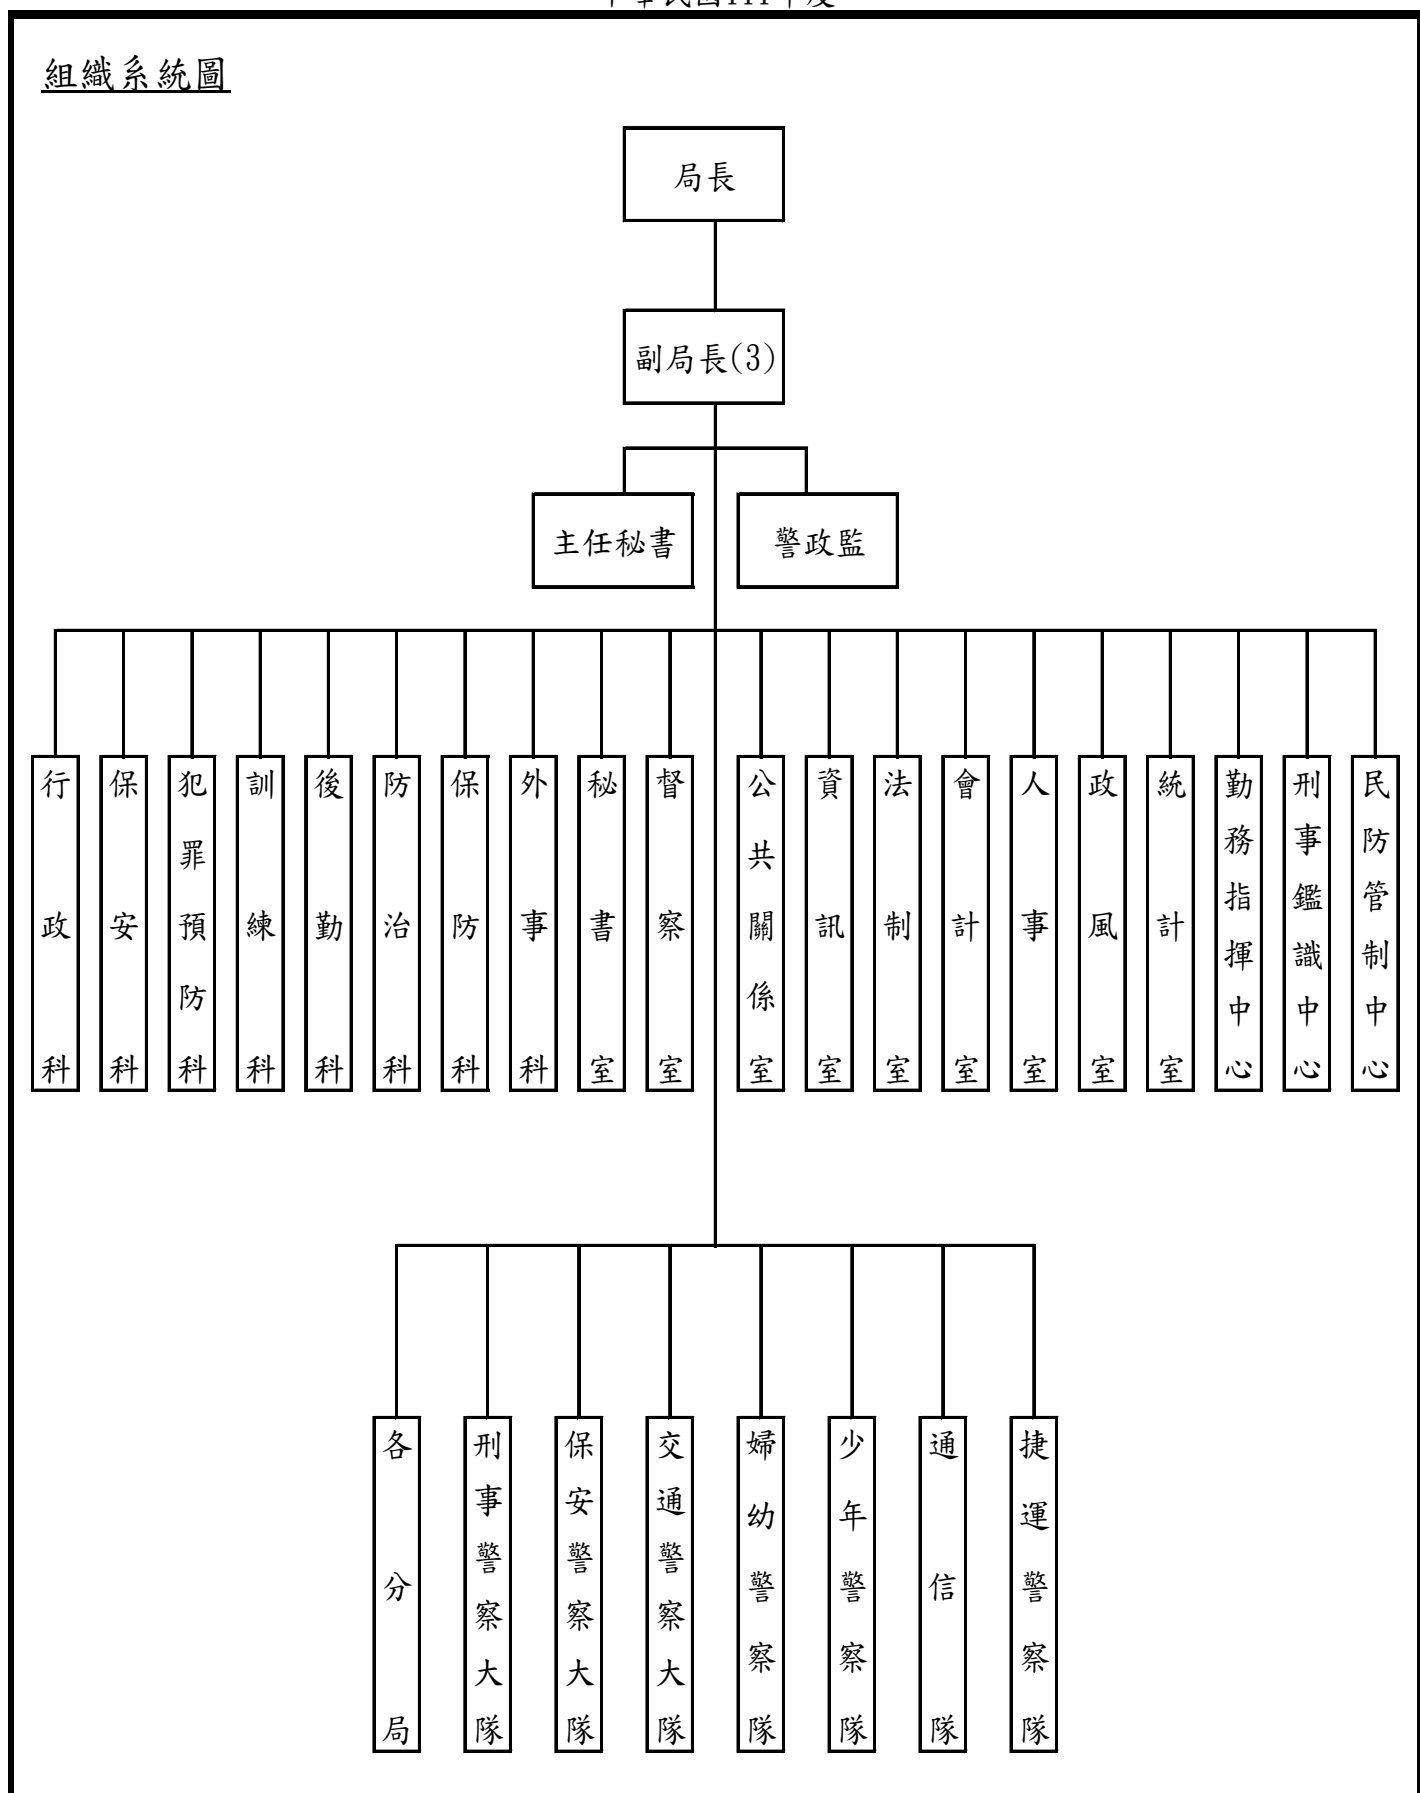 組織系統圖
局長
副局長(3)
主任秘書
警政監
行政科
保安科
犯罪預防科
訓練科
後勤科
防治科
保防科
外事科
秘書室
督察室
公共關係室
資訊室
法制室
會計室
人事室
政風室
統計室
勤務指揮中心
刑事鑑識中心
民防管制中心
各分局
刑事警察大隊
保安警察大隊
交通警察大隊
婦幼警察隊
少年警察隊
通信隊
捷運警察隊